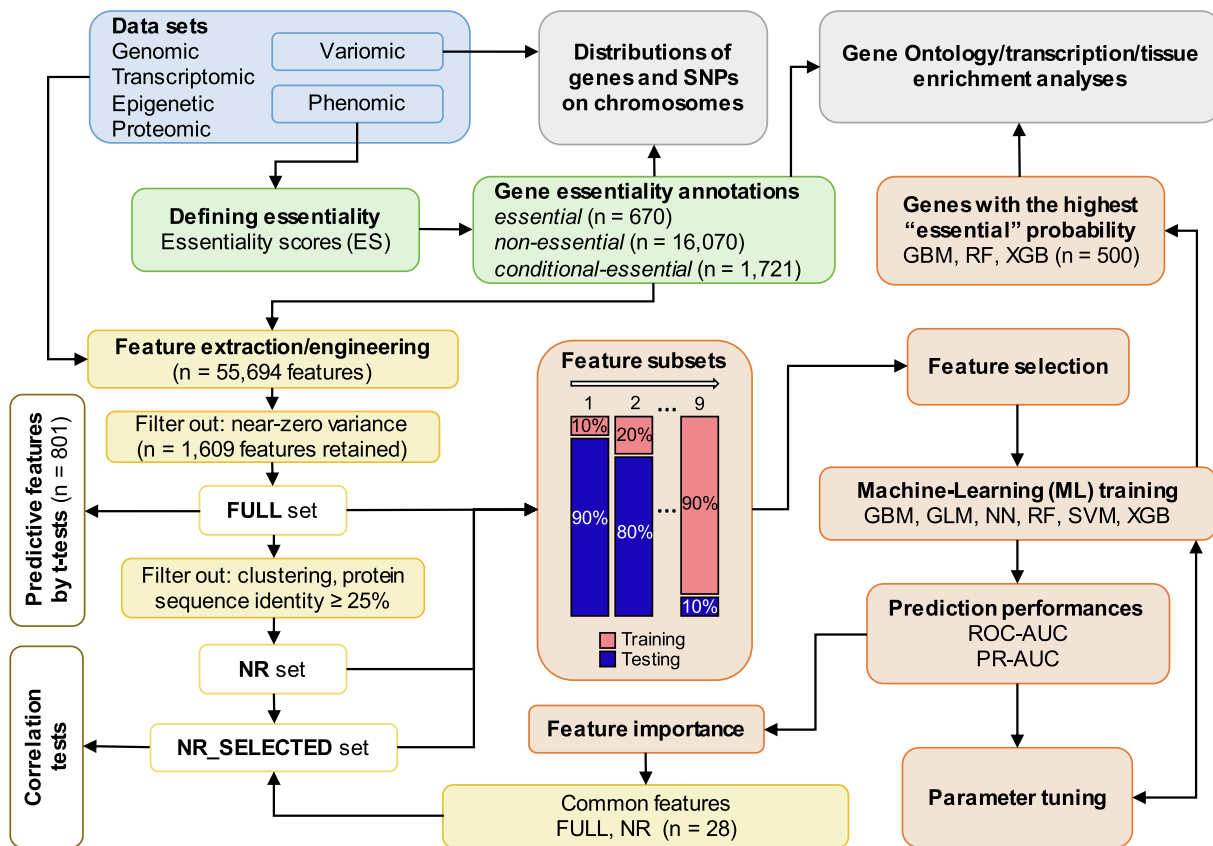 Data sets
Genomic
Transcriptomic
Epigenetic
Proteomic
Variomic
Phenomic
Distributions of
genes and SNPs
on chromosomes
Gene Ontology/transcription/tissue
enrichment analyses
Defining essentiality
Essentiality scores (ES)
Gene essentiality annotations
essential (n = 670)
non-essential (n = 16,070)
conditional-essential (n = 1,721)
Genes with the highest
“essential” probability
GBM, RF, XGB (n = 500)
Feature extraction/engineering
(n = 55,694 features)
Filter out: near-zero variance
(n = 1,609 features retained)
Predictive features
by t-tests (n = 801)
FULL set
Filter out: clustering, protein
sequence identity ≥ 25%
NR set
NR_SELECTED set
Correlation
tests
Feature subsets
1 2 ... 9
10% 20%
90% 80% ... 90%
10%
Training
Testing
Feature selection
Machine-Learning (ML) training
GBM, GLM, NN, RF, SVM, XGB
Prediction performances
ROC-AUC
PR-AUC
Feature importance
Common features
FULL, NR (n = 28)
Parameter tuning